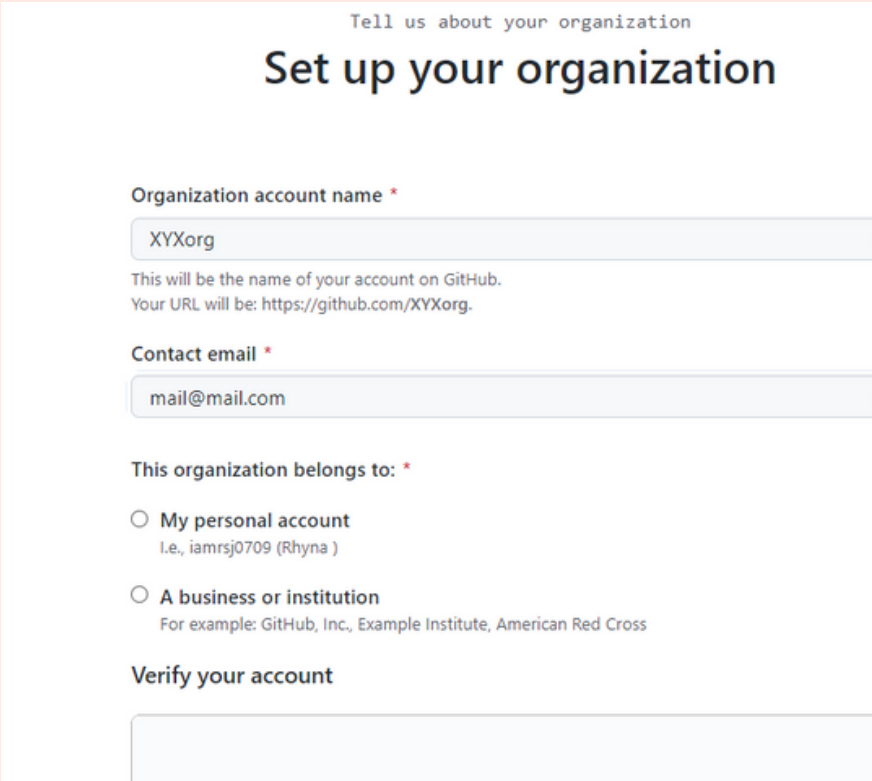 Tell us about your organization
Set up your organization
Organization account name *
XYXorg
This will be the name of your account on GitHub.
Your URL will be: https://github.com/XYXorg.
Contact email *
mail@mail.com
This organization belongs to: *
My personal account
I.e., iamrsj0709 (Rhyna )
A business or institution
For example: GitHub, Inc., Example Institute, American Red Cross
Verify your account